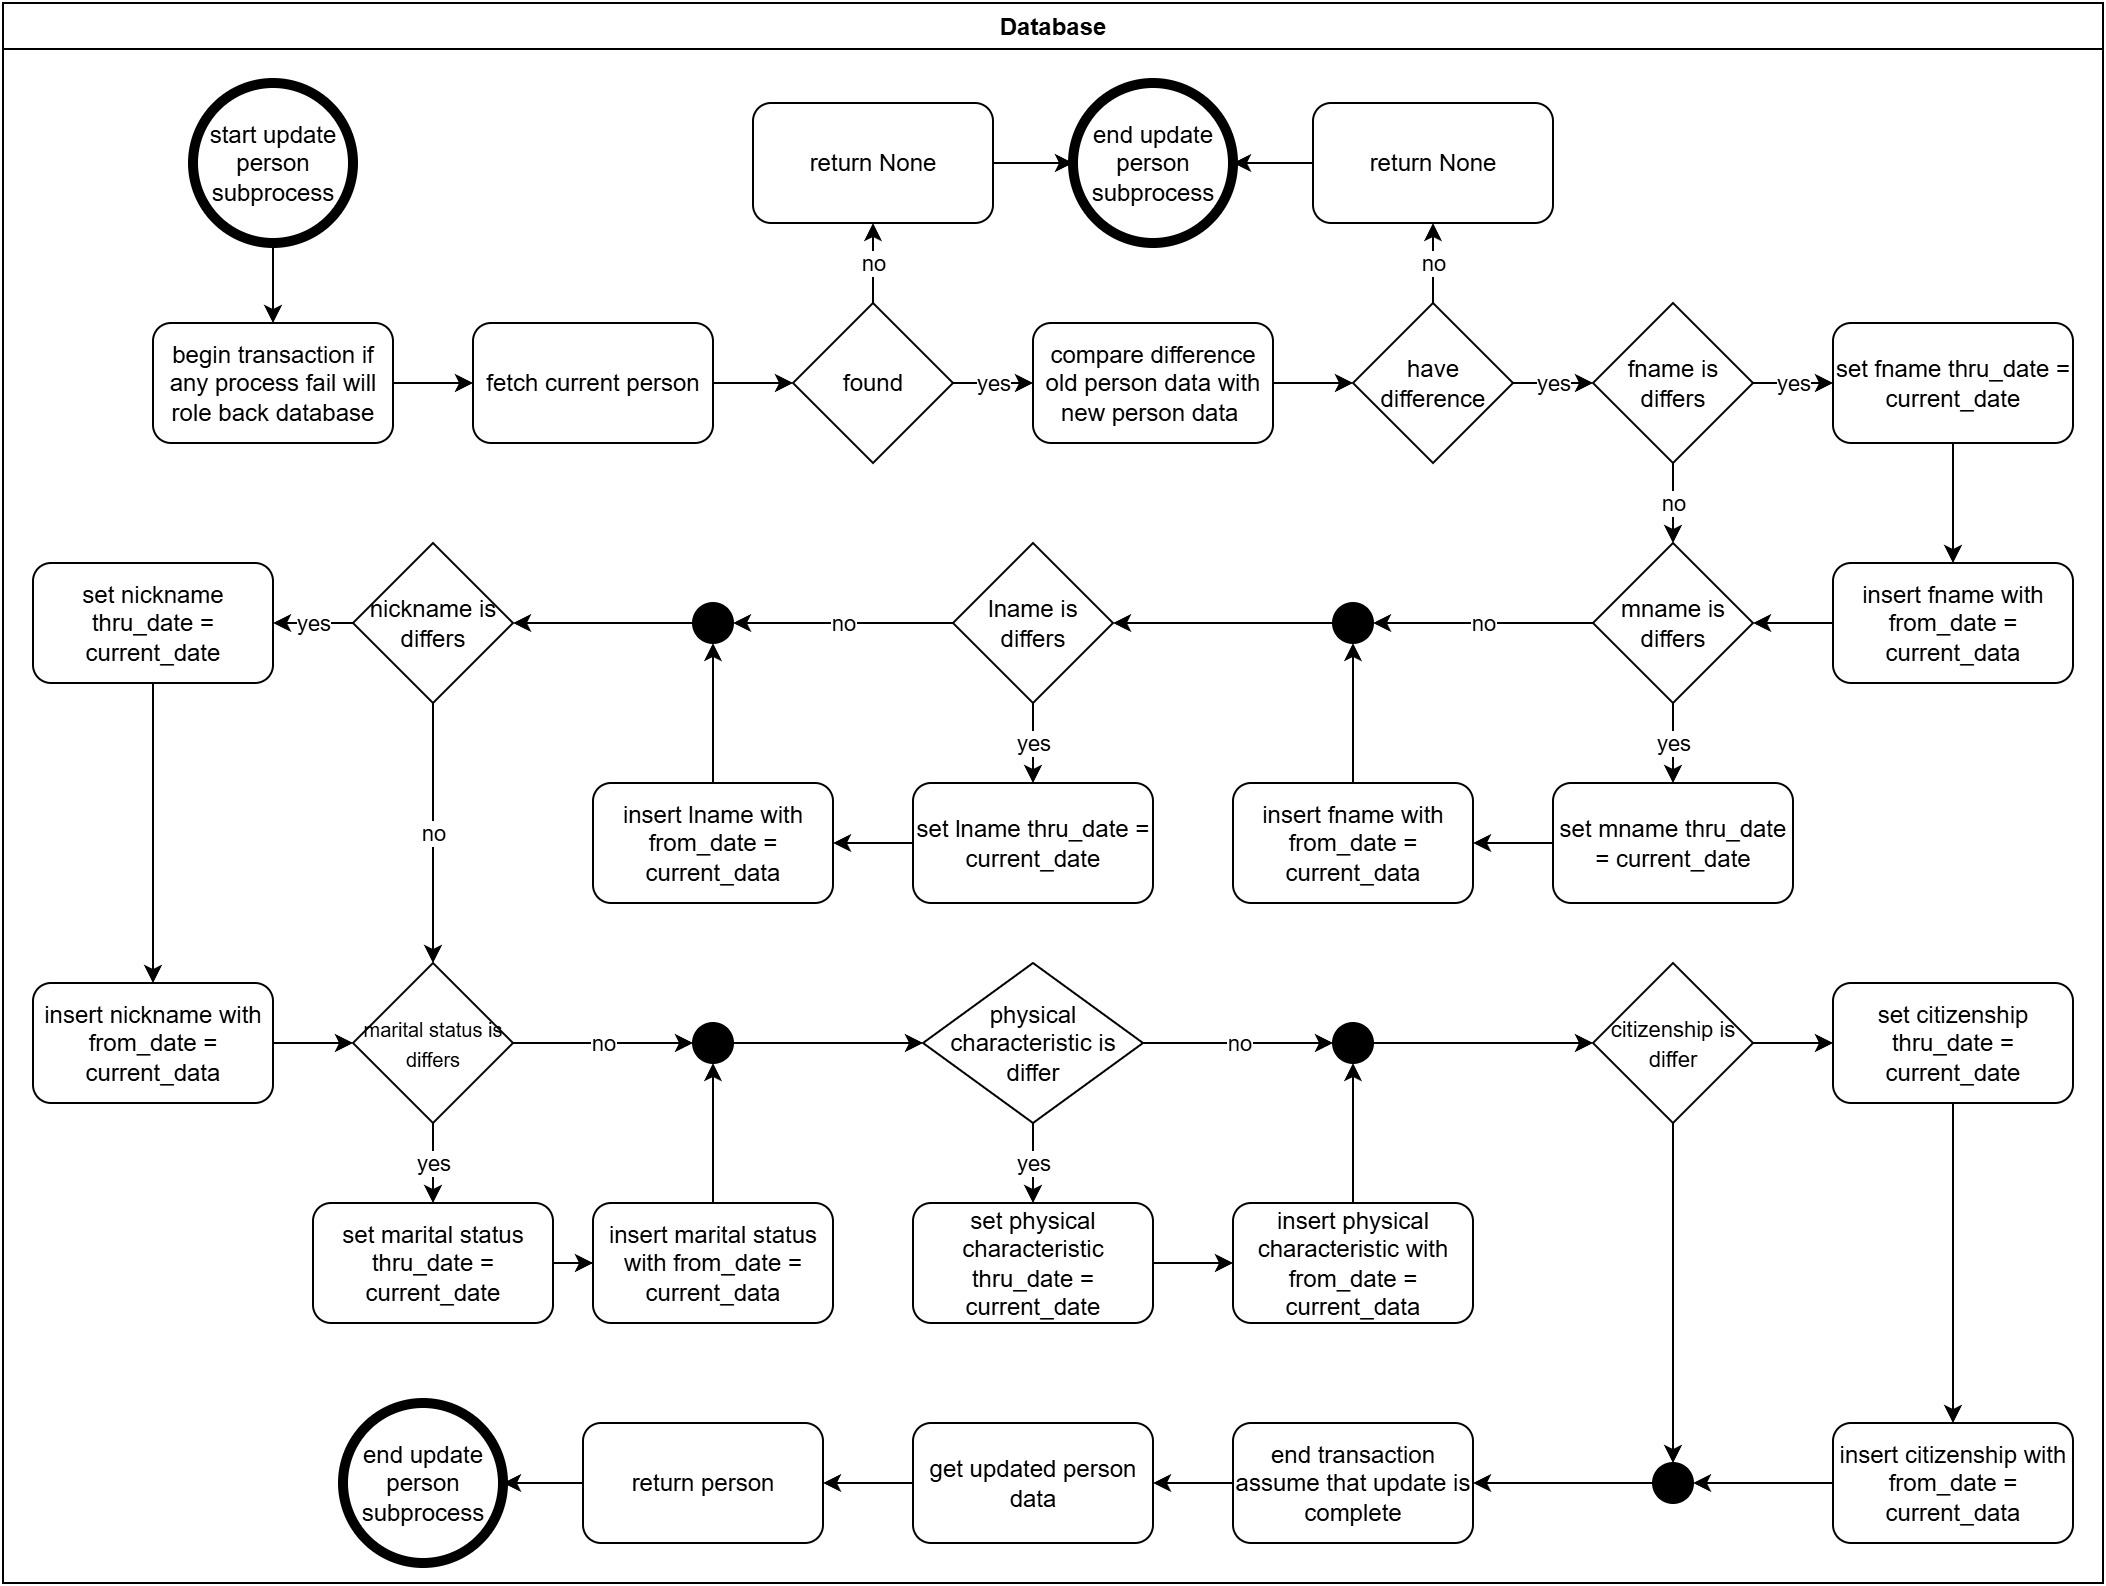 Database
start update
person
subprocess
return None
end update
person
subprocess
return None
no
no
begin transaction if
any process fail will
role back database
fetch current person
found
yes
compare difference
old person data with
new person data
have
difference
yes
fname is
differs
yes
set fname thru_date =
current_date
no
set nickname
thru_date =
current_date
yes
nickname is
differs
no
lname is
differs
no
mname is
differs
insert fname with
from_date =
current_data
yes
yes
no
insert lname with
from_date =
current_data
set lname thru_date =
current_date
insert fname with
from_date =
current_data
set mname thru_date
= current_date
insert nickname with
from_date =
current_data
marital status is
differs
no
physical
characteristic is
differ
no
citizenship is
differ
set citizenship
thru_date =
current_date
yes
yes
set marital status
thru_date =
current_date
insert marital status
with from_date =
current_data
set physical
characteristic
thru_date =
current_date
insert physical
characteristic with
from_date =
current_data
end update
person
subprocess
return person
get updated person
data
end transaction
assume that update is
complete
insert citizenship with
from_date =
current_data